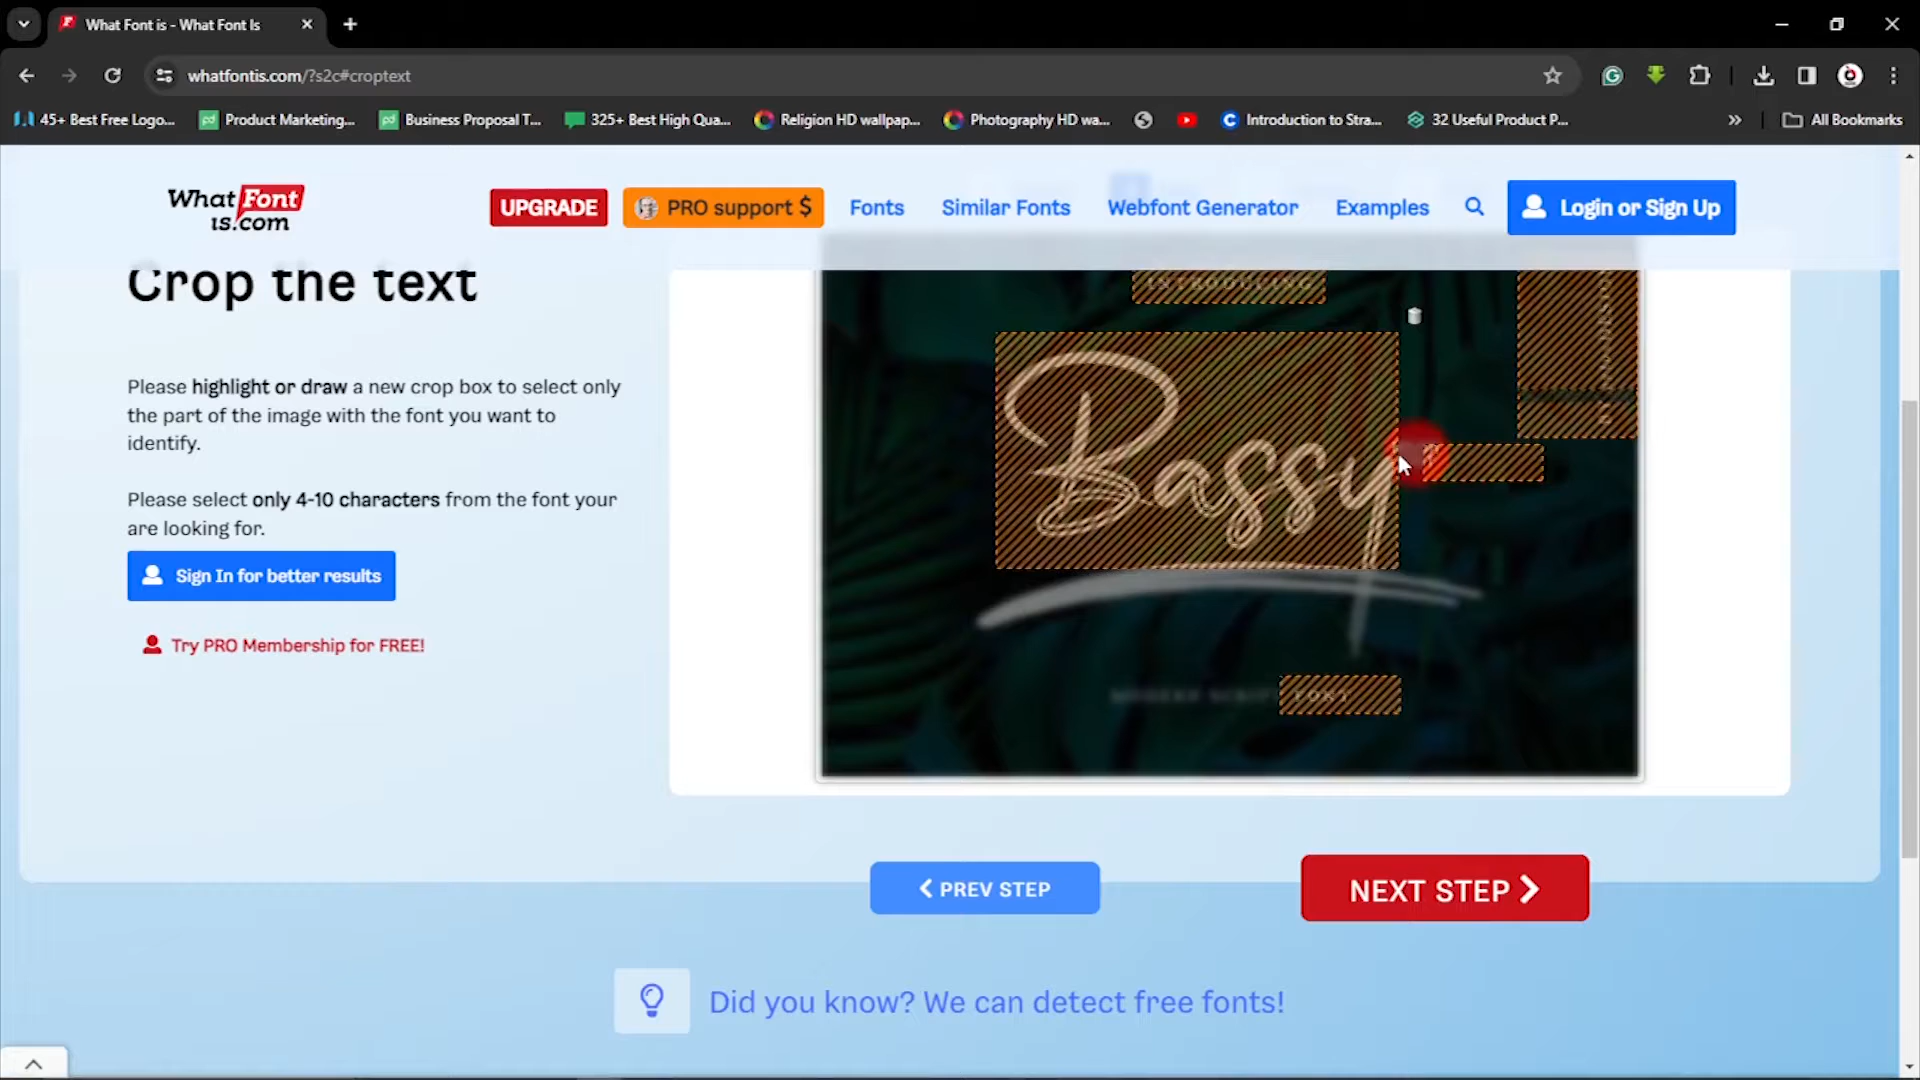 What Font is - What Font Is
whatfontis.com/?s2c#croptext
45+ Best Free Logo...
Product Marketing...
Business Proposal T...
325+ Best High Qua...
Religion HD wallpap...
Photography HD wa...
Introduction to Stra...
32 Useful Product P...
»
All Bookmarks
What Font is.com
UPGRADE
PRO support $
Fonts
Similar Fonts
Webfont Generator
Examples
Login or Sign Up
Crop the text
Please highlight or draw a new crop box to select only
the part of the image with the font you want to
identify.
Please select only 4-10 characters from the font your
are looking for.
Sign In for better results
Try PRO Membership for FREE!
INTRODUCING
Bassy
MODERN SCRIPT FONT
PREV STEP
NEXT STEP
Did you know? We can detect free fonts!